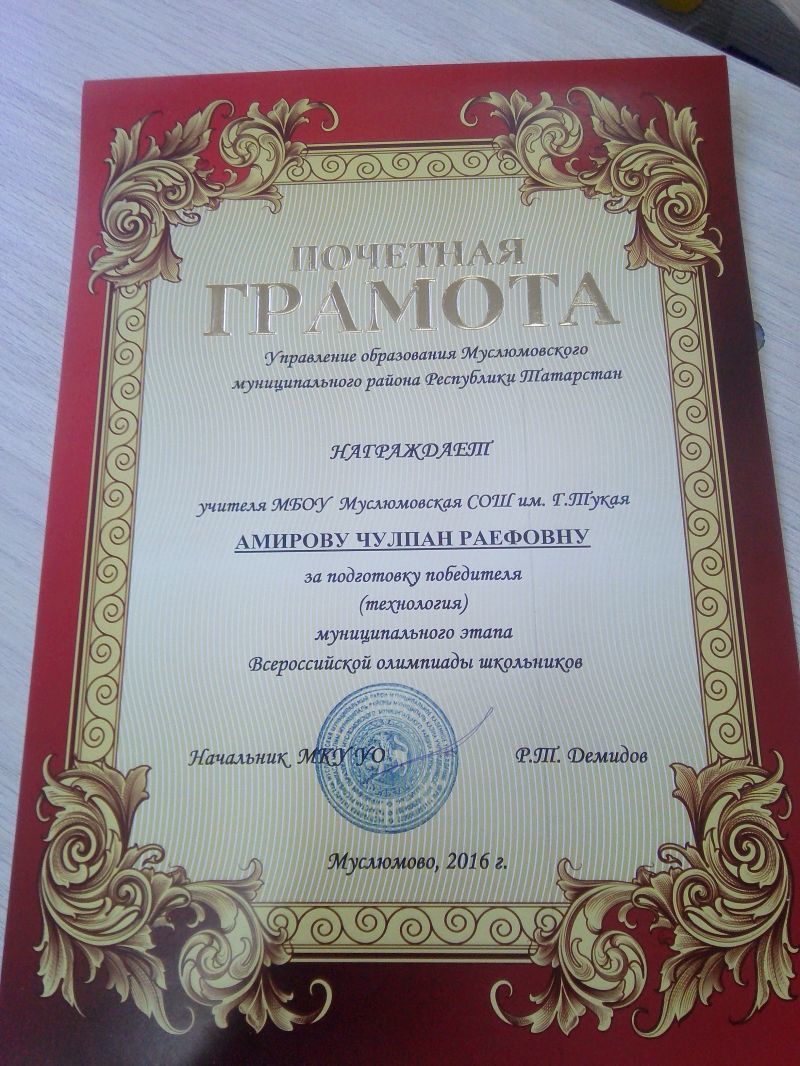 ПОЧЕТНАЯ
ГРАМОТА
Управление образования Муслюмовского
муниципального района Республики Татарстан
НАГРАЖДАЕТ
учителя МБОУ Муслюмовская СОШ им. Г.Тукая
АМИРОВУ ЧУЛПАН РАЕФОВНУ
за подготовку победителя
(технология)
муниципального этапа
Всероссийской олимпиады школьников
Начальник МКУ УО Р.Т. Демидов
Муслюмово, 2016 г.